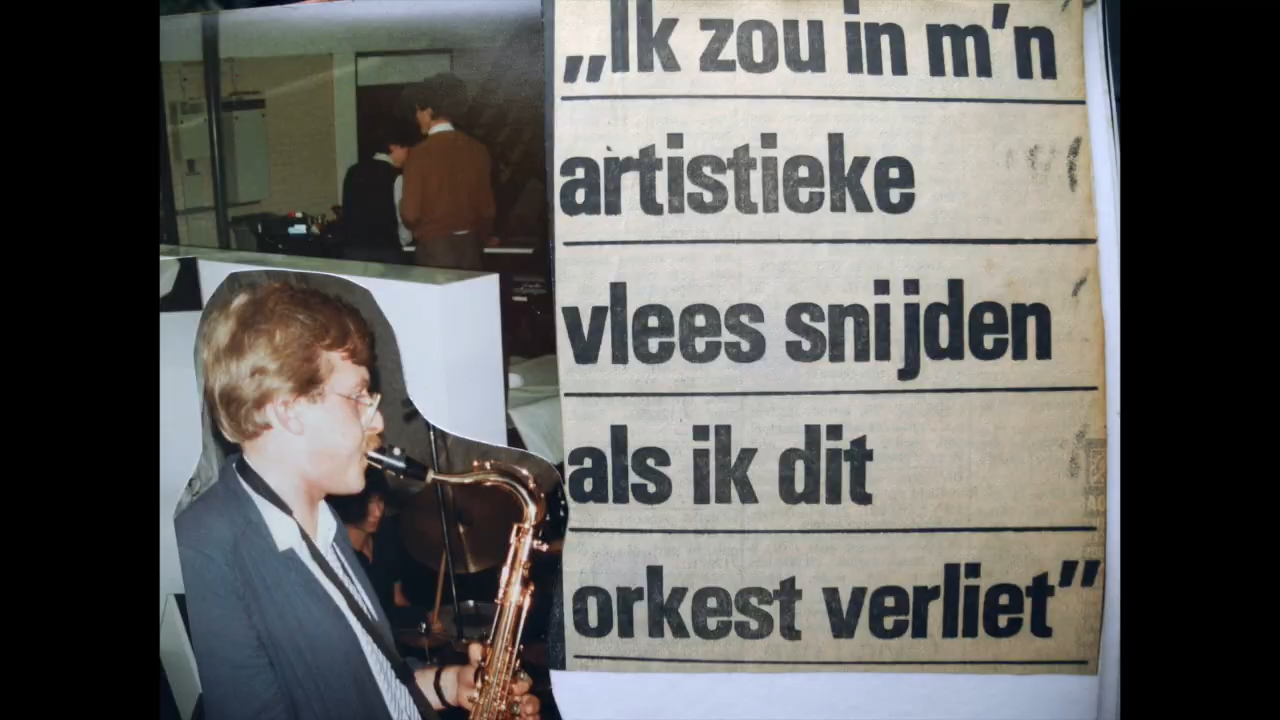 „Ik zou in m'n
artistieke
vlees snijden
als ik dit
orkest verliet”